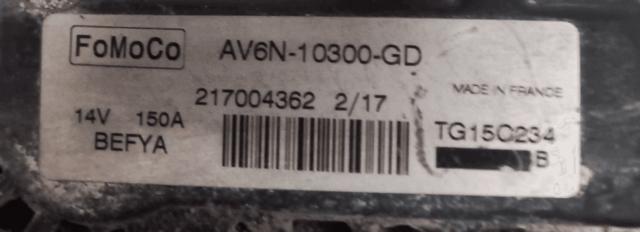 FoMoCo AV6N-10300-GD
MADE IN FRANCE
217004362 2/17
14V 150A TG15C234
BEFYA B